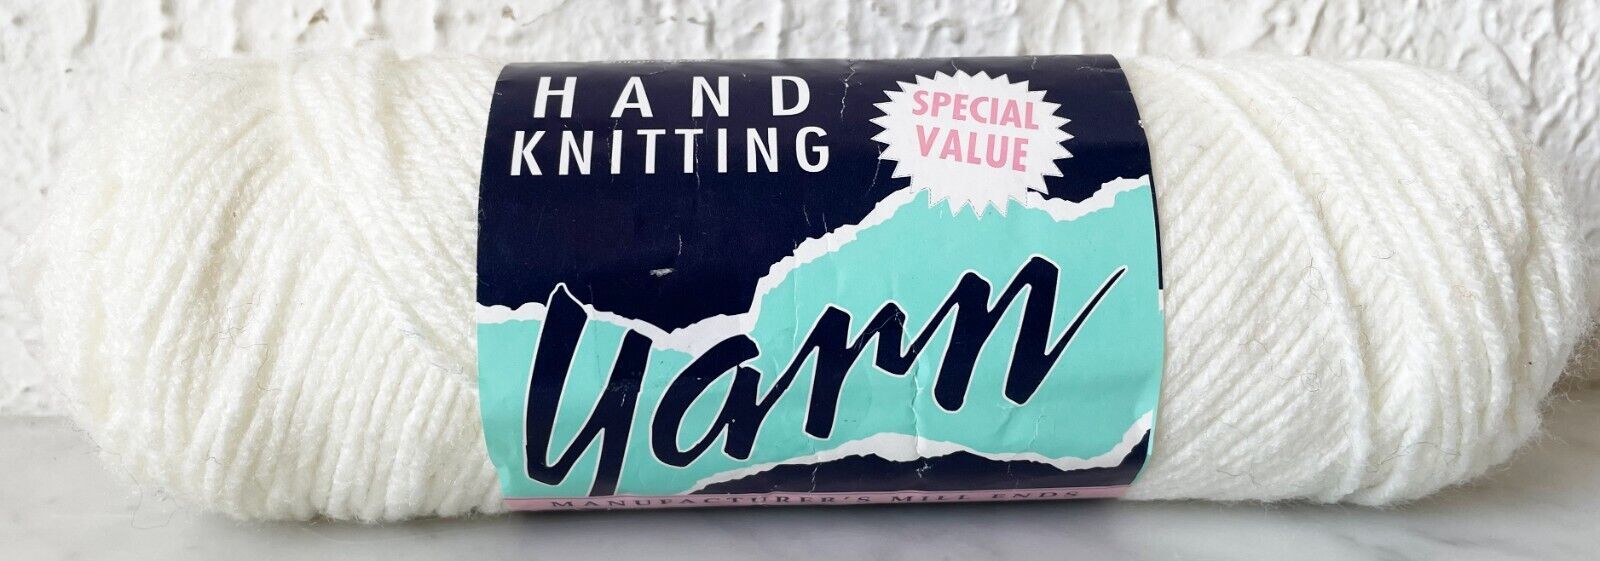 HAND
KNITTING
SPECIAL
VALUE
Yarn
MANUFACTURER'S MILL ENDS